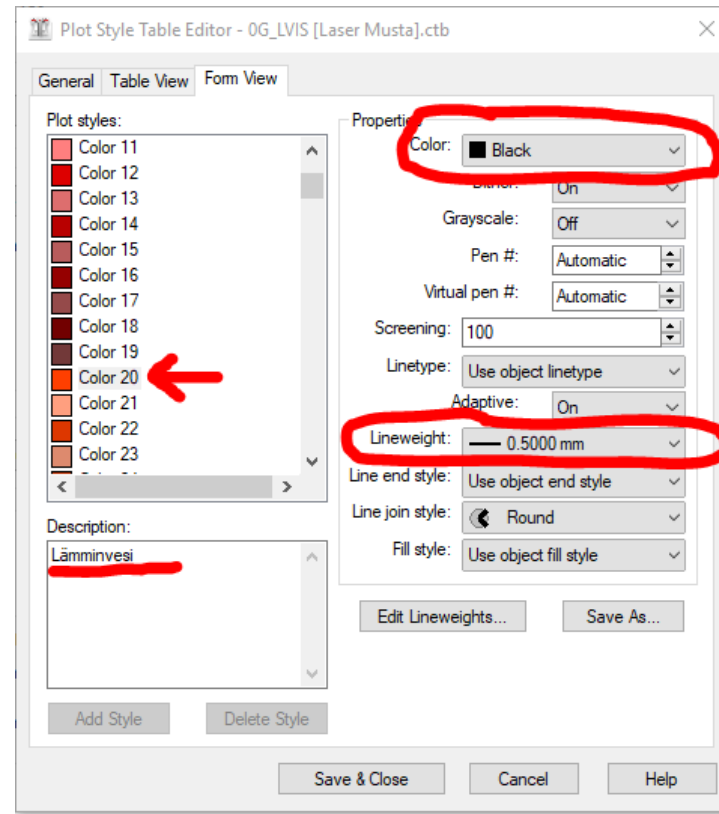 Plot Style Table Editor - 0G_LVIS [Laser Musta].ctb
General Table View Form View
Plot styles:
Color 11
Color 12
Color 13
Color 14
Color 15
Color 16
Color 17
Color 18
Color 19
Color 20
Color 21
Color 22
Color 23
Description:
Lämminvesi
Add Style Delete Style
Properties
Color: Black
Dither: On
Grayscale: Off
Pen #: Automatic
Virtual pen #: Automatic
Screening: 100
Linetype: Use object linetype
Adaptive: On
Lineweight: 0.5000 mm
Line end style: Use object end style
Line join style: Round
Fill style: Use object fill style
Edit Lineweights... Save As...
Save & Close Cancel Help